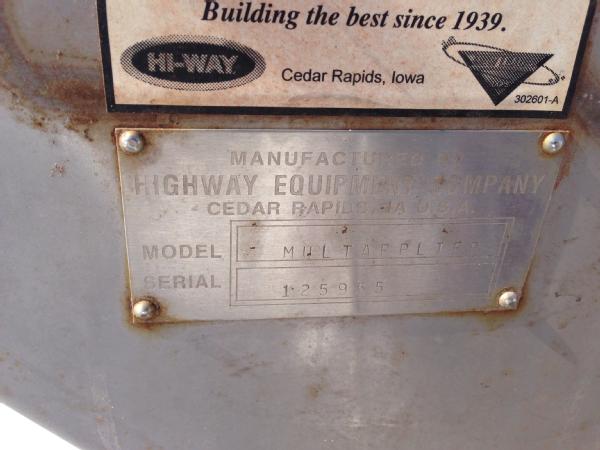 Building the best since 1939.
HI-WAY
Cedar Rapids, Iowa
302601-A
MANUFACTURED BY
HIGHWAY EQUIPMENT COMPANY
CEDAR RAPIDS, IA U.S.A.
MODEL
SERIAL 125955